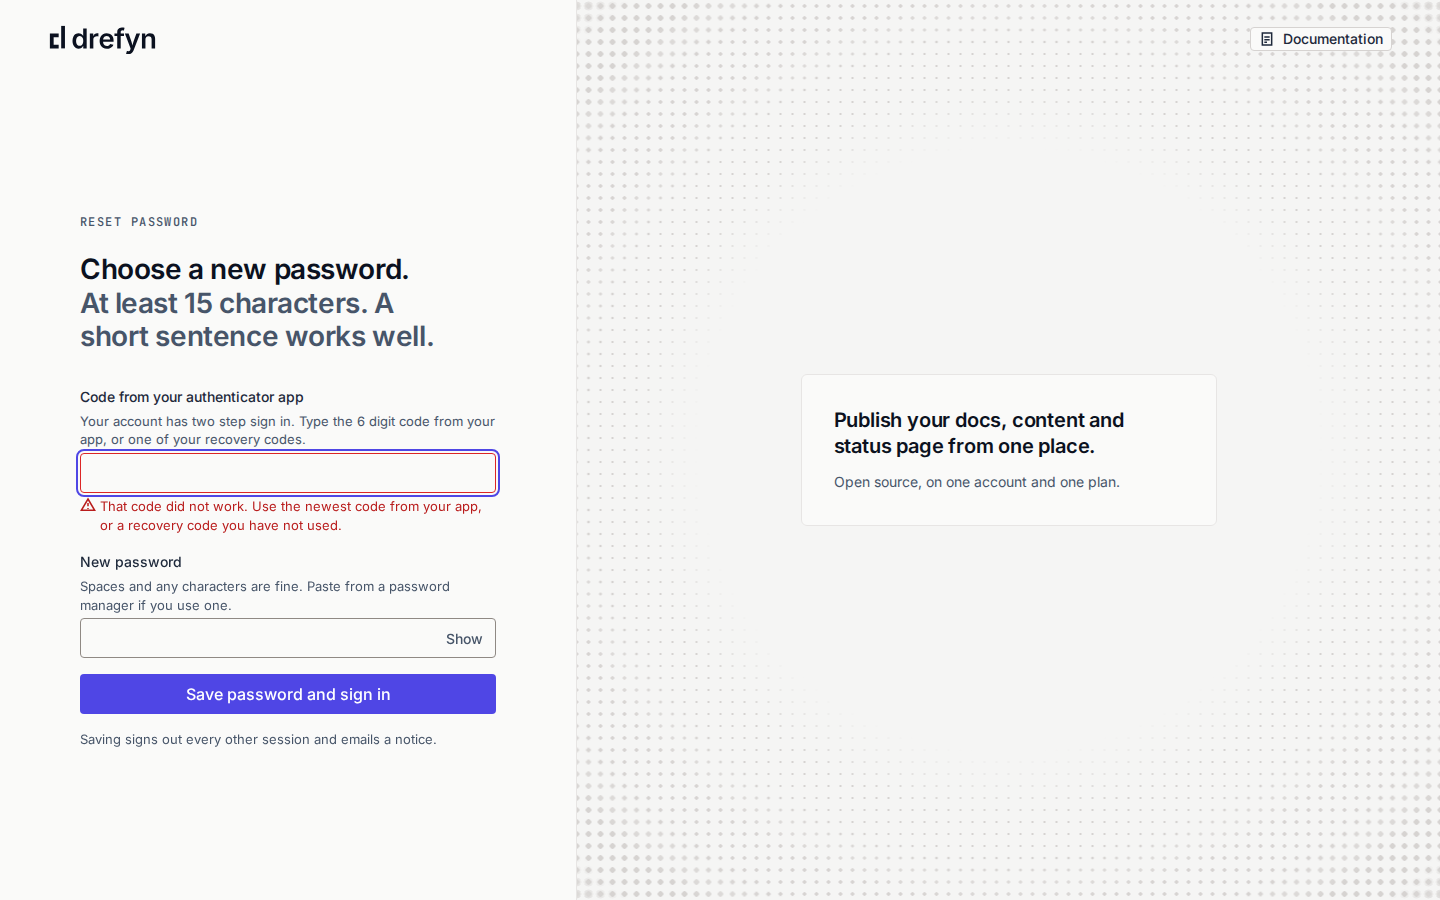 drefyn
Documentation
RESET PASSWORD
Choose a new password.
At least 15 characters. A
short sentence works well.
Code from your authenticator app
Your account has two step sign in. Type the 6 digit code from your
app, or one of your recovery codes.
That code did not work. Use the newest code from your app,
or a recovery code you have not used.
New password
Spaces and any characters are fine. Paste from a password
manager if you use one.
Show
Save password and sign in
Saving signs out every other session and emails a notice.
Publish your docs, content and
status page from one place.
Open source, on one account and one plan.